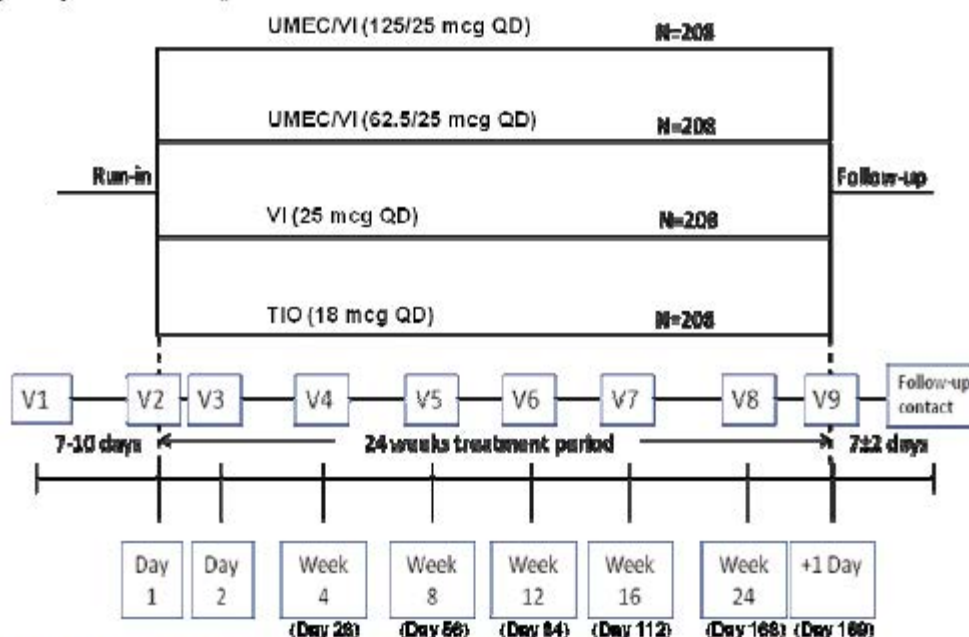 UMEC/VI (125/25 mcg QD) N=208
UMEC/VI (62.5/25 mcg QD) N=208
Run-in Follow-up
VI (25 mcg QD) N=208
TIO (18 mcg QD) N=208
V1 V2 V3 V4 V5 V6 V7 V8 V9 Follow-up contact
7-10 days 24 weeks treatment period 7±2 days
Day 1
Day 2
Week 4
(Day 28)
Week 8
(Day 56)
Week 12
(Day 84)
Week 16
(Day 112)
Week 24
(Day 168)
+1 Day
(Day 169)